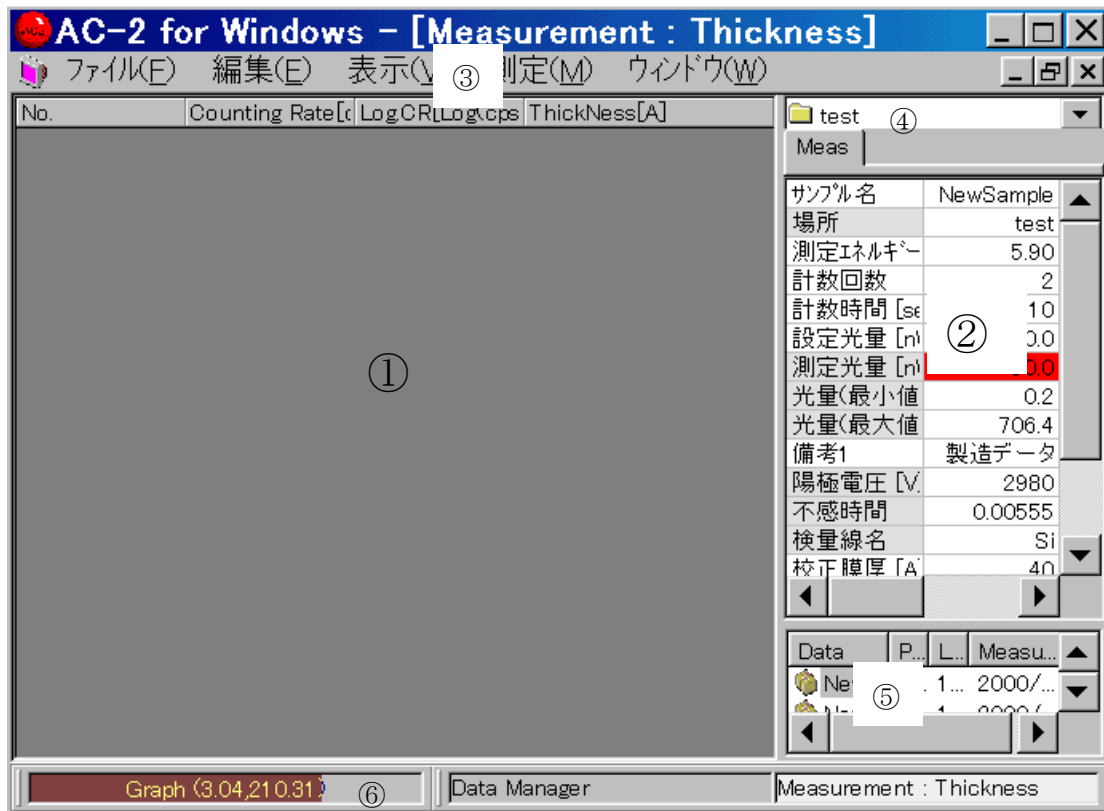 AC-2 for Windows - [Measurement : Thickness]
ファイル(F) 編集(E) 表示(V ③ 測定(M) ウィンドウ(W)
No. Counting Rate[c LogCR[Log(cps ThickNess[A]
test ④
Meas
サンプル名 NewSample
場所 test
測定エネルギー 5.90
計数回数 2
計数時間 [se 10
設定光量 [n 0.0
測定光量 [n 0.0
①
②
光量(最小値 0.2
光量(最大値 706.4
備考1 製造データ
陽極電圧 [V] 2980
不感時間 0.00555
検量線名 Si
校正膜厚 [A] 40
Data P... L... Measu...
Ne ⑤ . 1... 2000/...
Graph (3.04,210.31) ⑥ Data Manager Measurement : Thickness